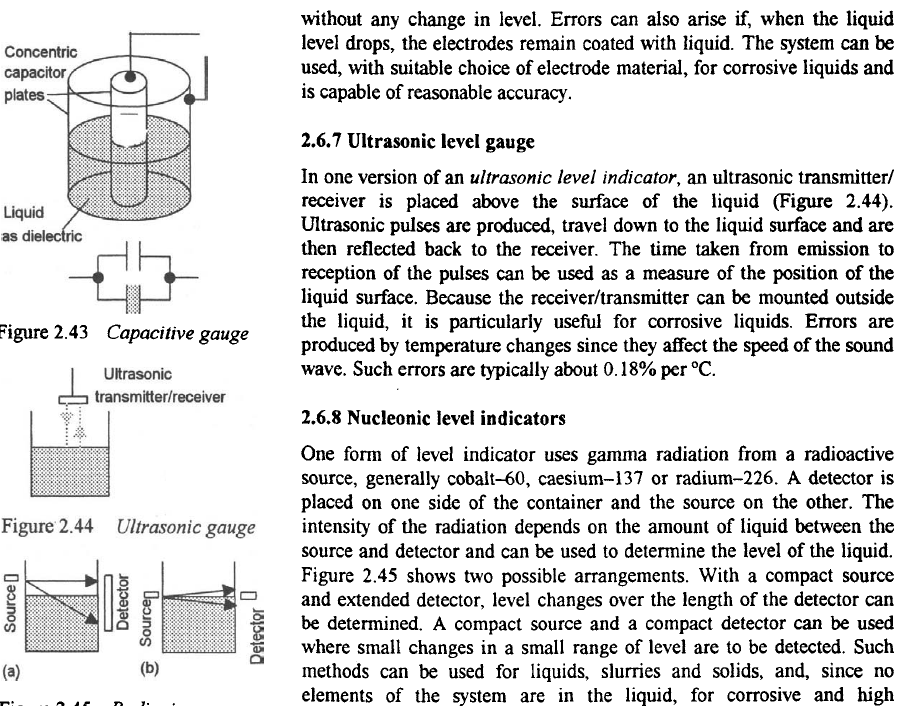 Concentric
capacitor
plates
Liquid
as dielectric
Figure 2.43 Capacitive gauge
Ultrasonic
transmitter/receiver
Figure 2.44 Ultrasonic gauge
Source
Detector
Source
Detector
(a)
(b)
without any change in level. Errors can also arise if, when the liquid
level drops, the electrodes remain coated with liquid. The system can be
used, with suitable choice of electrode material, for corrosive liquids and
is capable of reasonable accuracy.
2.6.7 Ultrasonic level gauge
In one version of an ultrasonic level indicator, an ultrasonic transmitter/
receiver is placed above the surface of the liquid (Figure 2.44).
Ultrasonic pulses are produced, travel down to the liquid surface and are
then reflected back to the receiver. The time taken from emission to
reception of the pulses can be used as a measure of the position of the
liquid surface. Because the receiver/transmitter can be mounted outside
the liquid, it is particularly useful for corrosive liquids. Errors are
produced by temperature changes since they affect the speed of the sound
wave. Such errors are typically about 0.18% per °C.
2.6.8 Nucleonic level indicators
One form of level indicator uses gamma radiation from a radioactive
source, generally cobalt–60, caesium–137 or radium–226. A detector is
placed on one side of the container and the source on the other. The
intensity of the radiation depends on the amount of liquid between the
source and detector and can be used to determine the level of the liquid.
Figure 2.45 shows two possible arrangements. With a compact source
and extended detector, level changes over the length of the detector can
be determined. A compact source and a compact detector can be used
where small changes in a small range of level are to be detected. Such
methods can be used for liquids, slurries and solids, and, since no
elements of the system are in the liquid, for corrosive and high